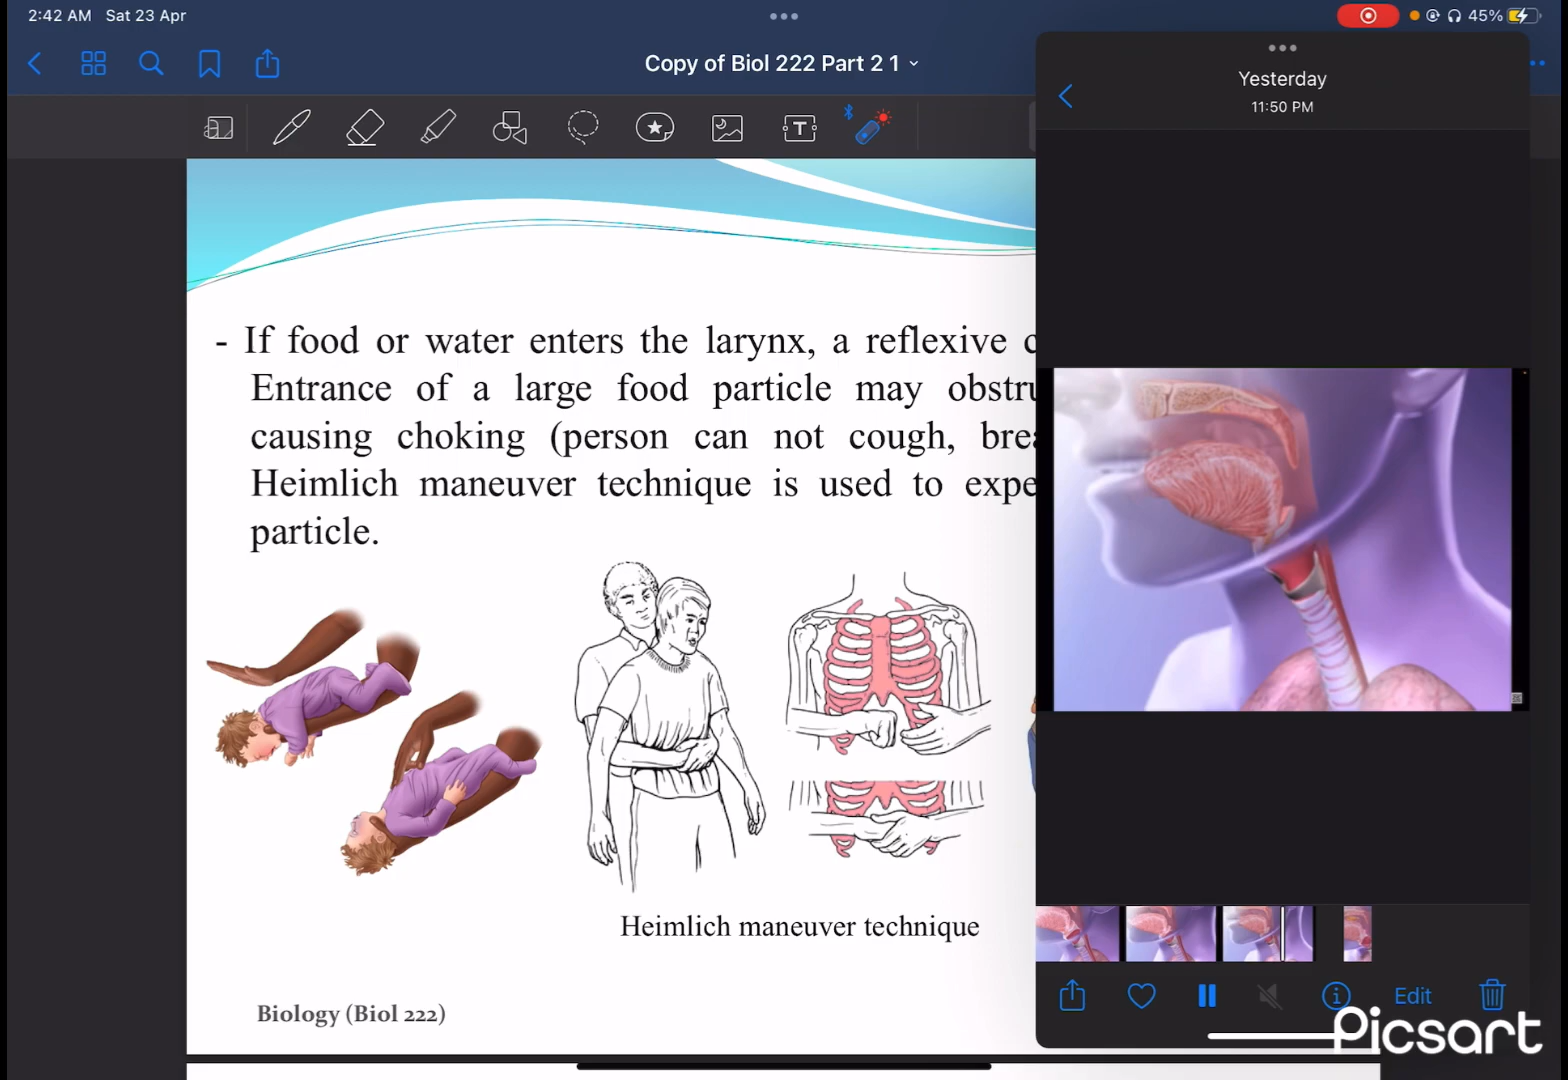 2:42 AM Sat 23 Apr
45%
Copy of Biol 222 Part 2 1
Yesterday
11:50 PM
T
- If food or water enters the larynx, a reflexive
Entrance of a large food particle may
causing choking (person can not cough,
Heimlich maneuver technique is used to
particle.
Heimlich maneuver technique
Biology (Biol 222)
Edit
Picsart